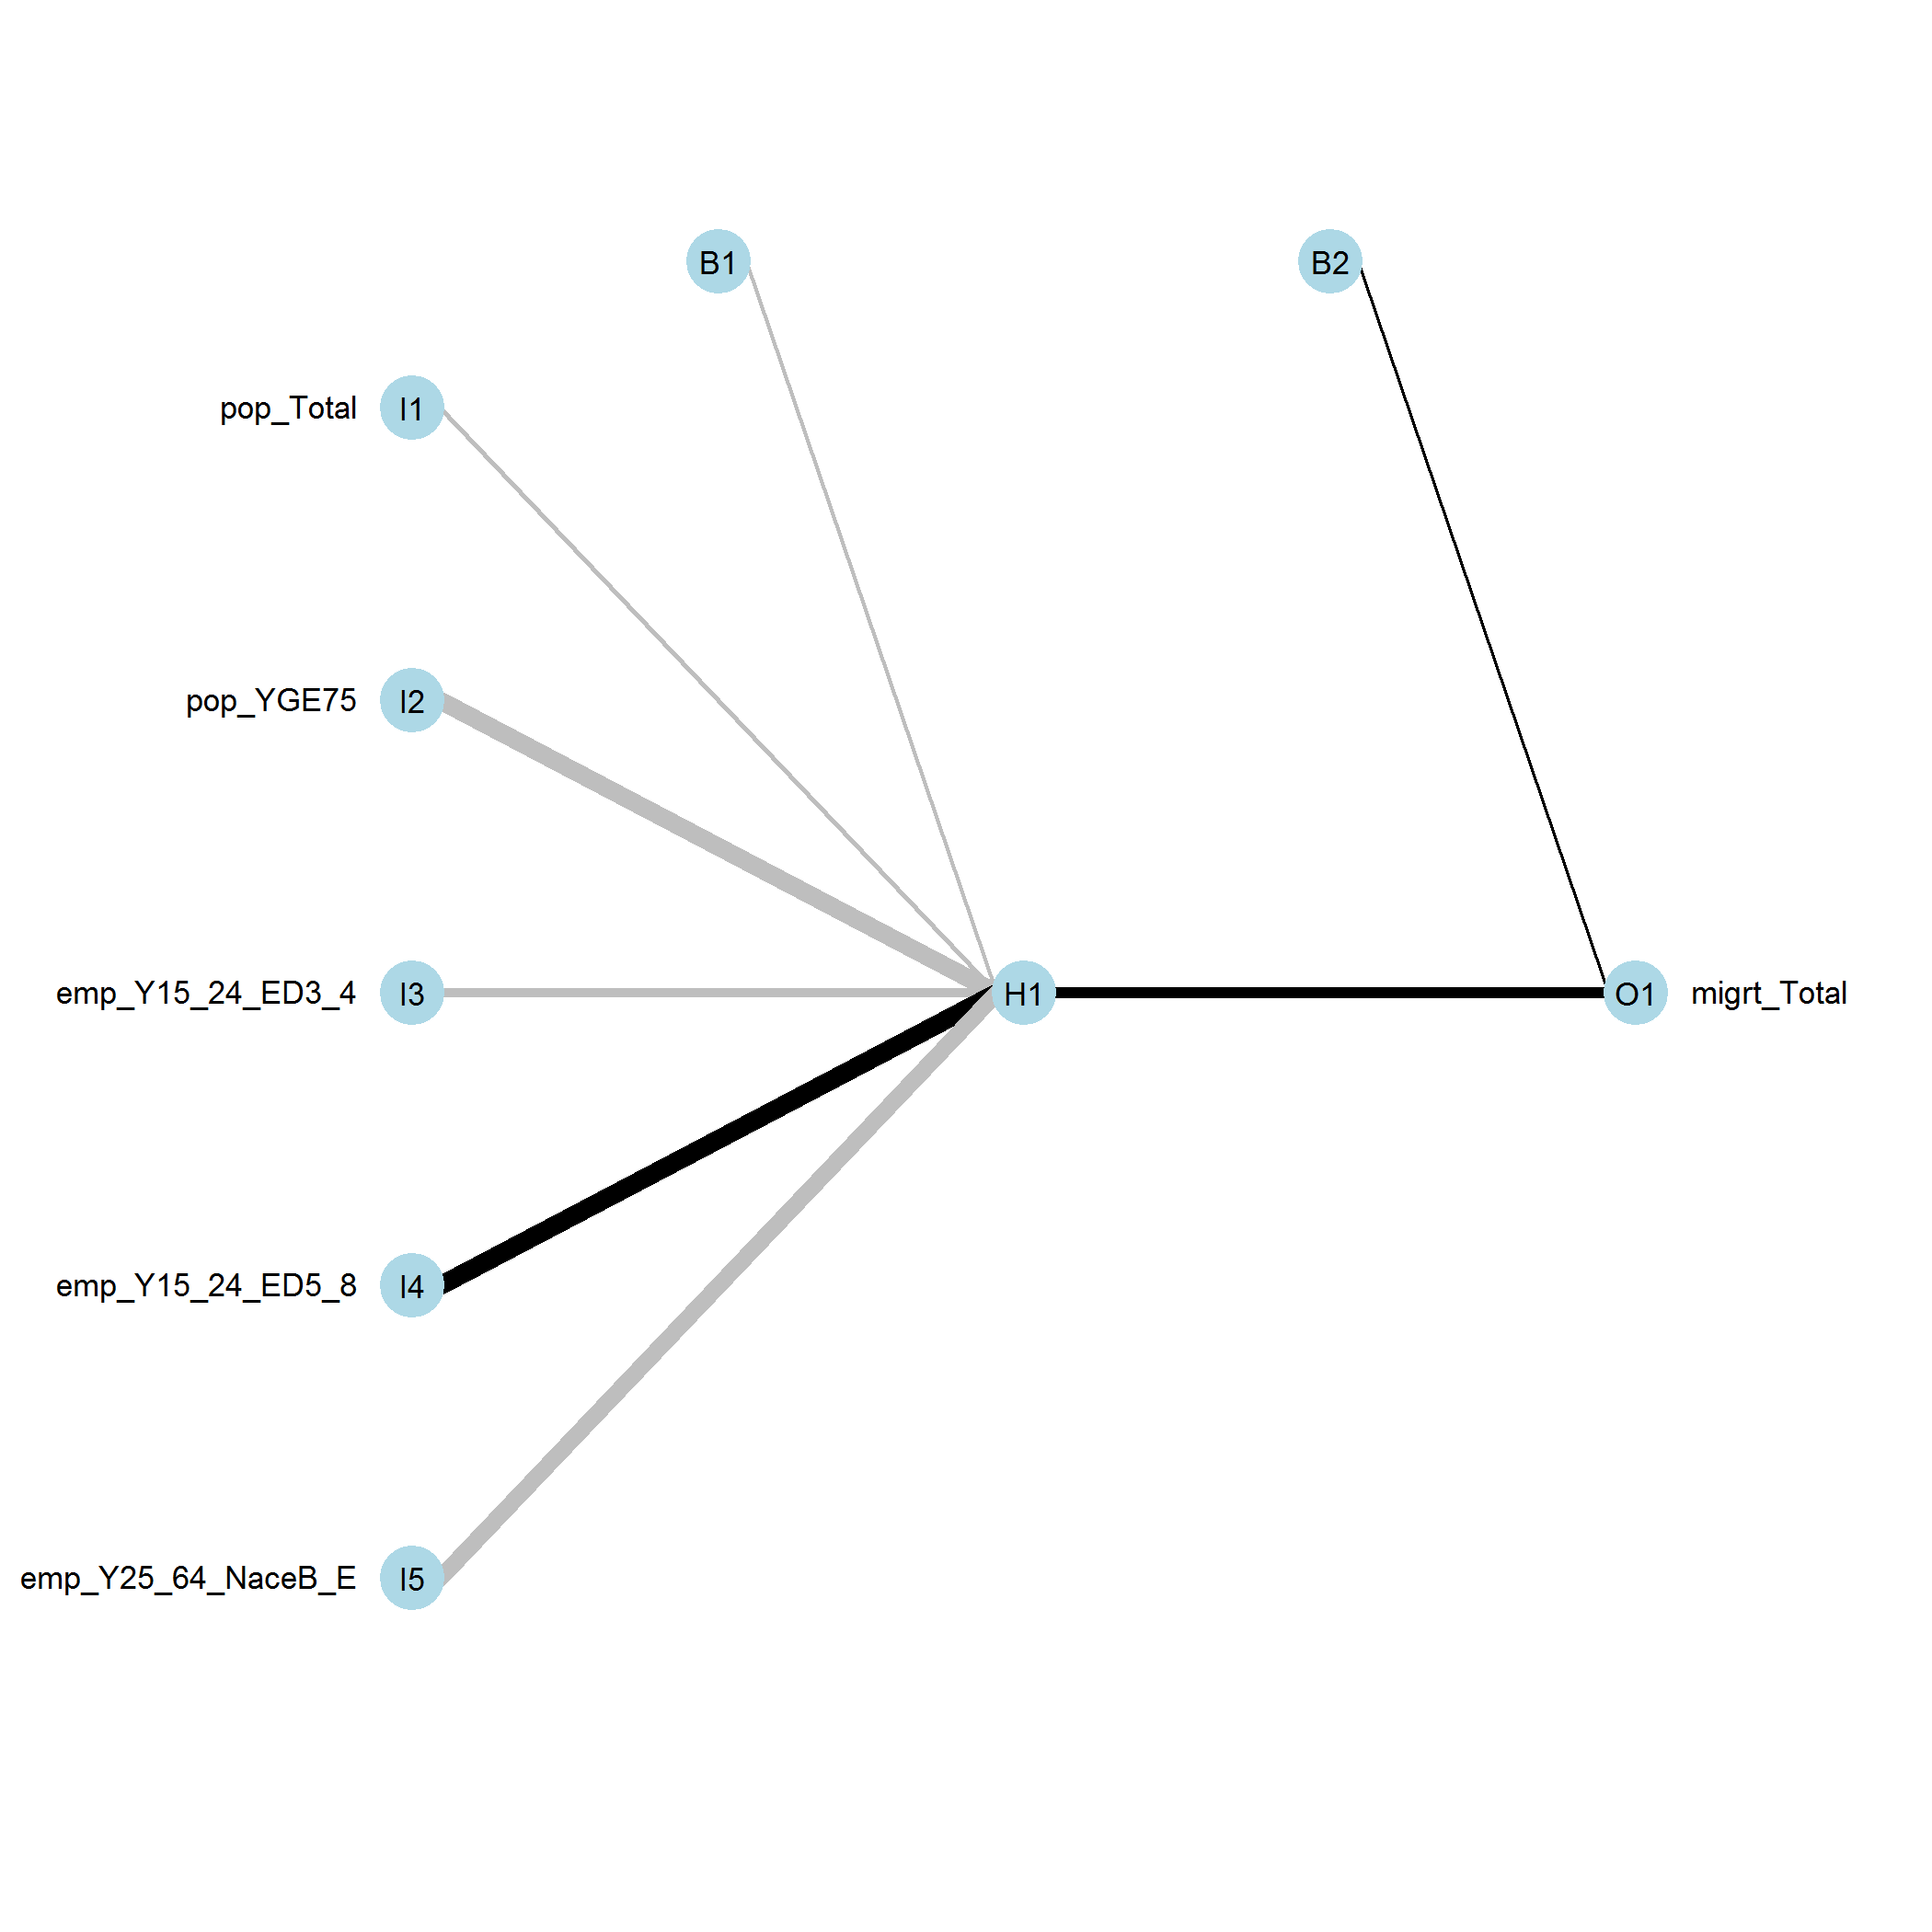 B1 B2
pop_Total I1
pop_YGE75 I2
emp_Y15_24_ED3_4 I3 H1 O1 migrt_Total
emp_Y15_24_ED5_8 I4
emp_Y25_64_NaceB_E I5